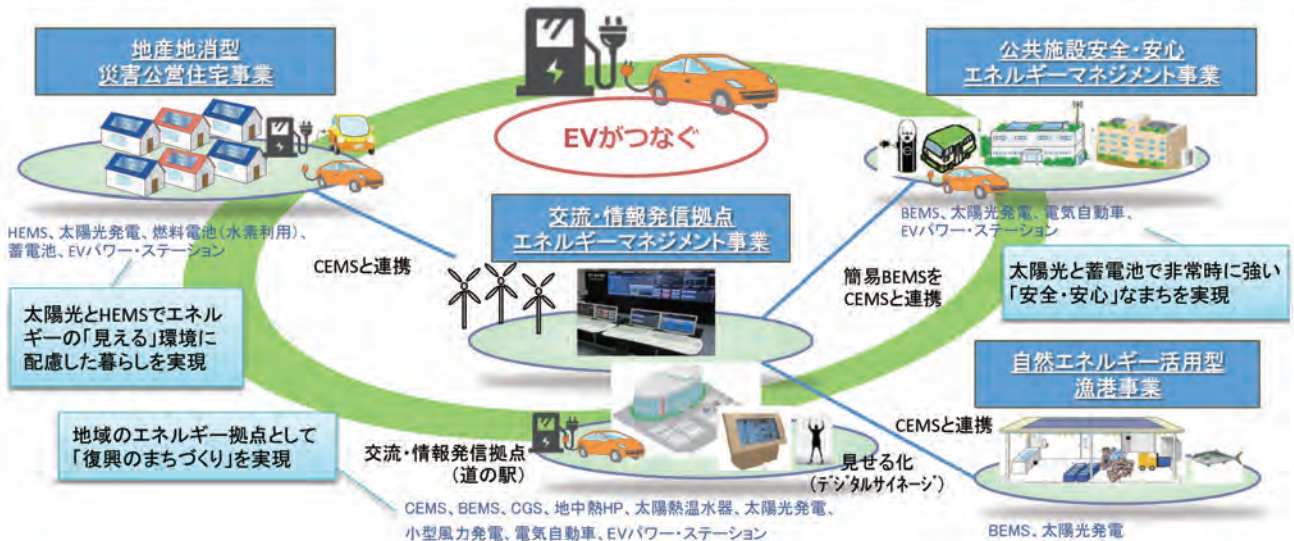 地産地消型
災害公営住宅事業
公共施設安全・安心
エネルギーマネジメント事業
EVがつなぐ
HEMS、太陽光発電、燃料電池（水素利用）、
蓄電池、EVパワー・ステーション
交流・情報発信拠点
エネルギーマネジメント事業
BEMS、太陽光発電、電気自動車、
EVパワー・ステーション
CEMSと連携
簡易BEMSを
CEMSと連携
太陽光と蓄電池で非常時に強い
「安全・安心」なまちを実現
太陽光とHEMSでエネル
ギーの「見える」環境に
配慮した暮らしを実現
自然エネルギー活用型
漁港事業
地域のエネルギー拠点として
「復興のまちづくり」を実現
交流・情報発信拠点
（道の駅）
CEMSと連携
見せる化
（デジタルサイネージ）
CEMS、BEMS、CGS、地中熱HP、太陽熱温水器、太陽光発電、
小型風力発電、電気自動車、EVパワー・ステーション
BEMS、太陽光発電